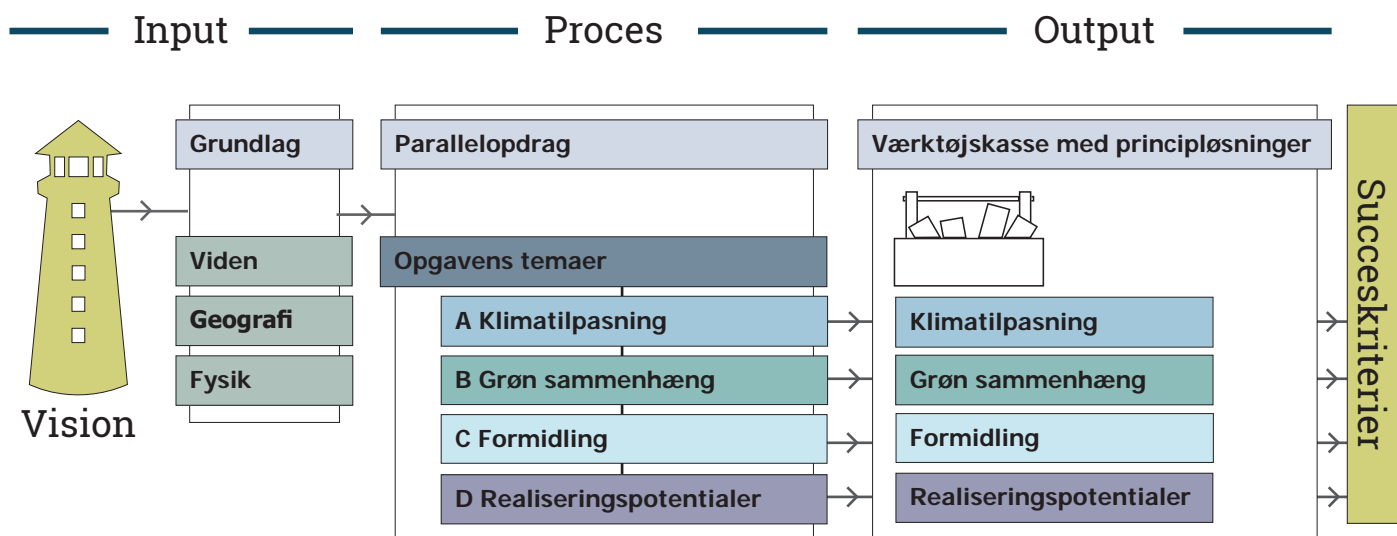 Input
Proces
Output
Vision
Grundlag
Viden
Geografi
Fysik
Parallelopdrag
Opgavens temaer
A Klimatilpasning
B Grøn sammenhæng
C Formidling
D Realiseringspotentialer
Værktøjskasse med principløsninger
Klimatilpasning
Grøn sammenhæng
Formidling
Realiseringspotentialer
Succeskriterier